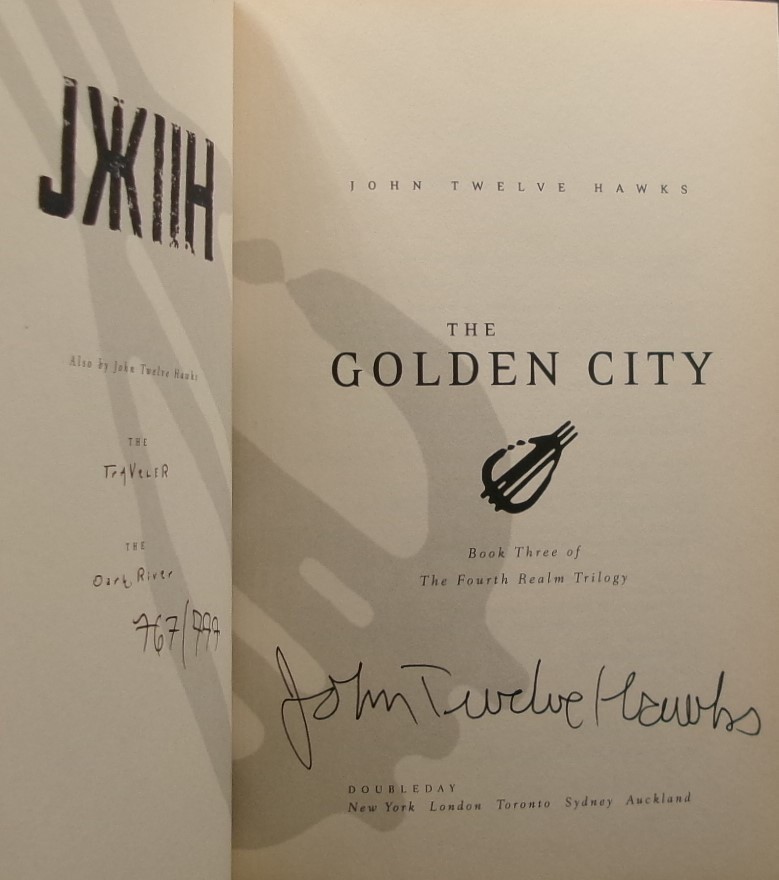 JЖIIH
Also by John Twelve Hawks
THE
TrAVeLER
THE
Dark River
767/999
JOHN TWELVE HAWKS
THE
GOLDEN CITY
Book Three of
The Fourth Realm Trilogy
John Twelve Hawks
DOUBLEDAY
New York London Toronto Sydney Auckland